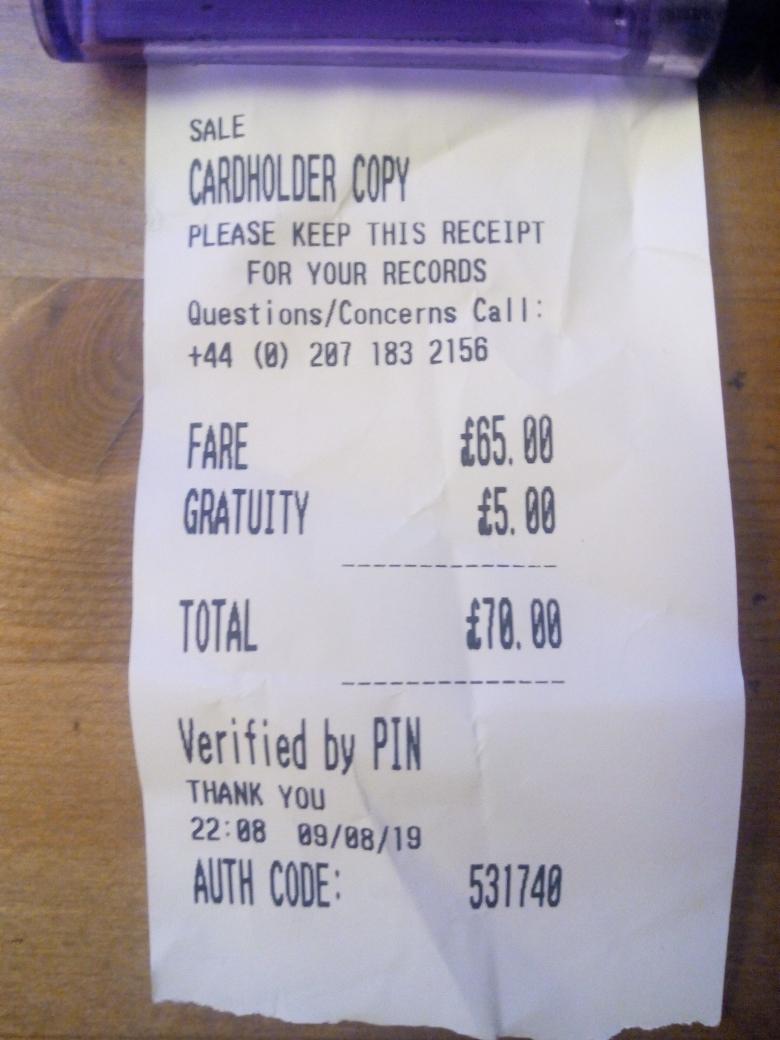 SALE
CARDHOLDER COPY
PLEASE KEEP THIS RECEIPT
FOR YOUR RECORDS
Questions/Concerns Call:
+44 (0) 207 183 2156
FARE £65.00
GRATUITY £5.00
-------------
TOTAL £70.00
-------------
Verified by PIN
THANK YOU
22:08 09/08/19
AUTH CODE: 531740